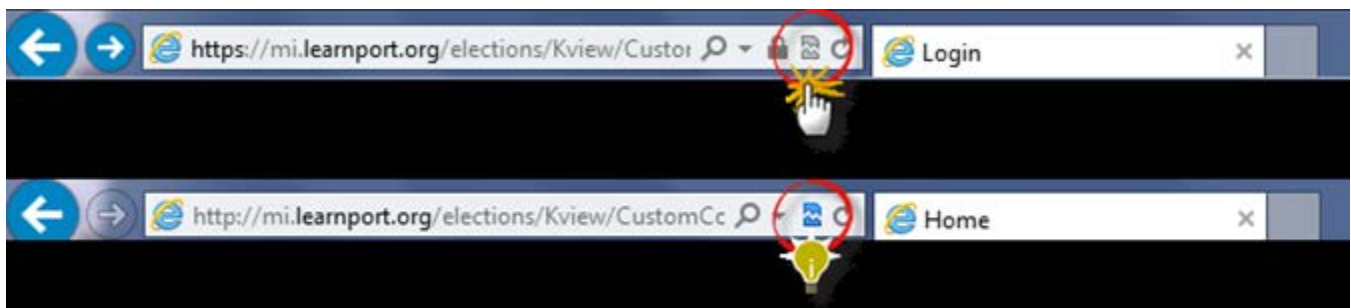 https://mi.learnport.org/elections/Kview/Custor
Login
http://mi.learnport.org/elections/Kview/CustomCc
Home